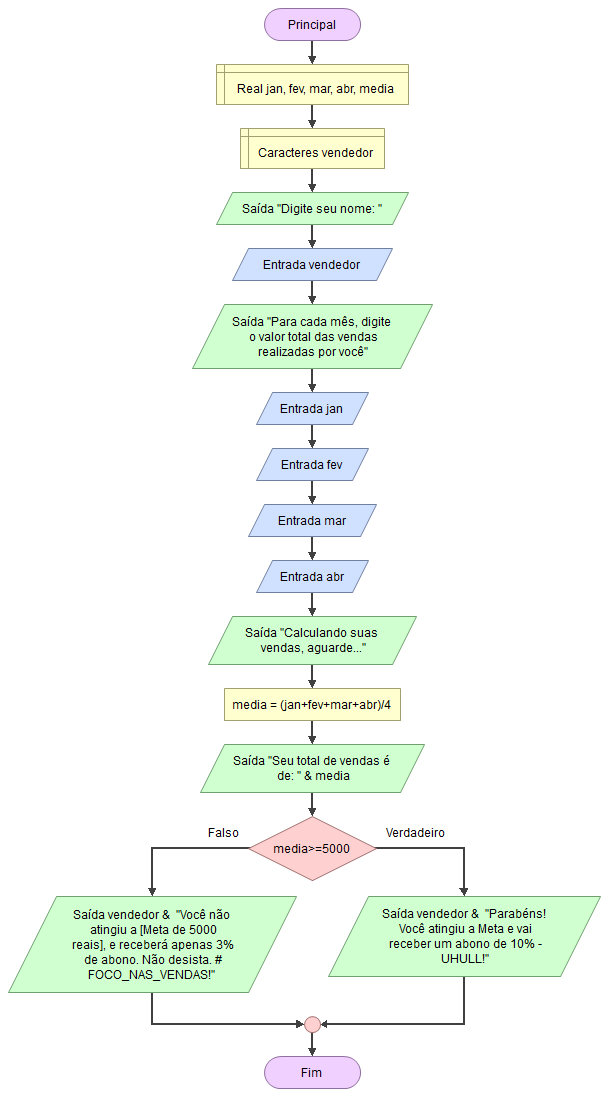 Principal
Real jan, fev, mar, abr, media
Caracteres vendedor
Saída "Digite seu nome: "
Entrada vendedor
Saída "Para cada mês, digite
o valor total das vendas
realizadas por você"
Entrada jan
Entrada fev
Entrada mar
Entrada abr
Saída "Calculando suas
vendas, aguarde..."
media = (jan+fev+mar+abr)/4
Saída "Seu total de vendas é
de: " & media
Falso
Verdadeiro
media>=5000
Saída vendedor &  "Você não
atingiu a [Meta de 5000
reais], e receberá apenas 3%
de abono. Não desista. #
FOCO_NAS_VENDAS!"
Saída vendedor &  "Parabéns!
Você atingiu a Meta e vai
receber um abono de 10% -
UHULL!"
Fim